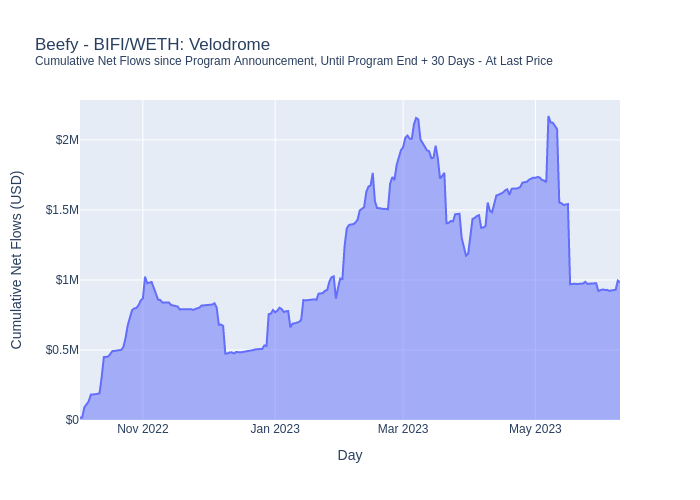 Beefy - BIFI/WETH: Velodrome
Cumulative Net Flows since Program Announcement, Until Program End + 30 Days - At Last Price
Cumulative Net Flows (USD)
$2M
$1.5M
$1M
$0.5M
$0
Nov 2022
Jan 2023
Mar 2023
May 2023
Day